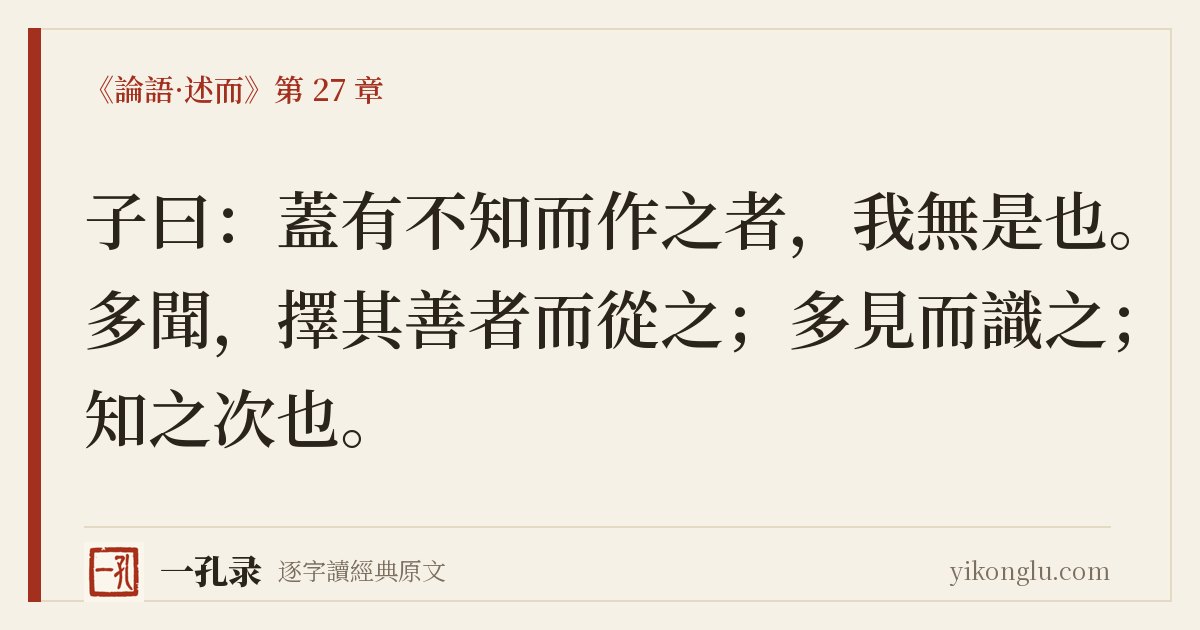 《論語·述而》第 27 章
子曰：蓋有不知而作之者，我無是也。
多聞，擇其善者而從之；多見而識之；
知之次也。
一孔
一孔录 逐字讀經典原文 yikonglu.com